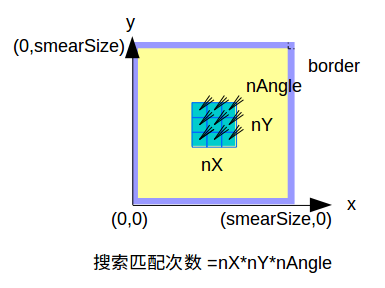 y
(0,smearSize)
border
nAngle
nY
nX
x
(0,0)
(smearSize,0)
搜索匹配次数 =nX*nY*nAngle